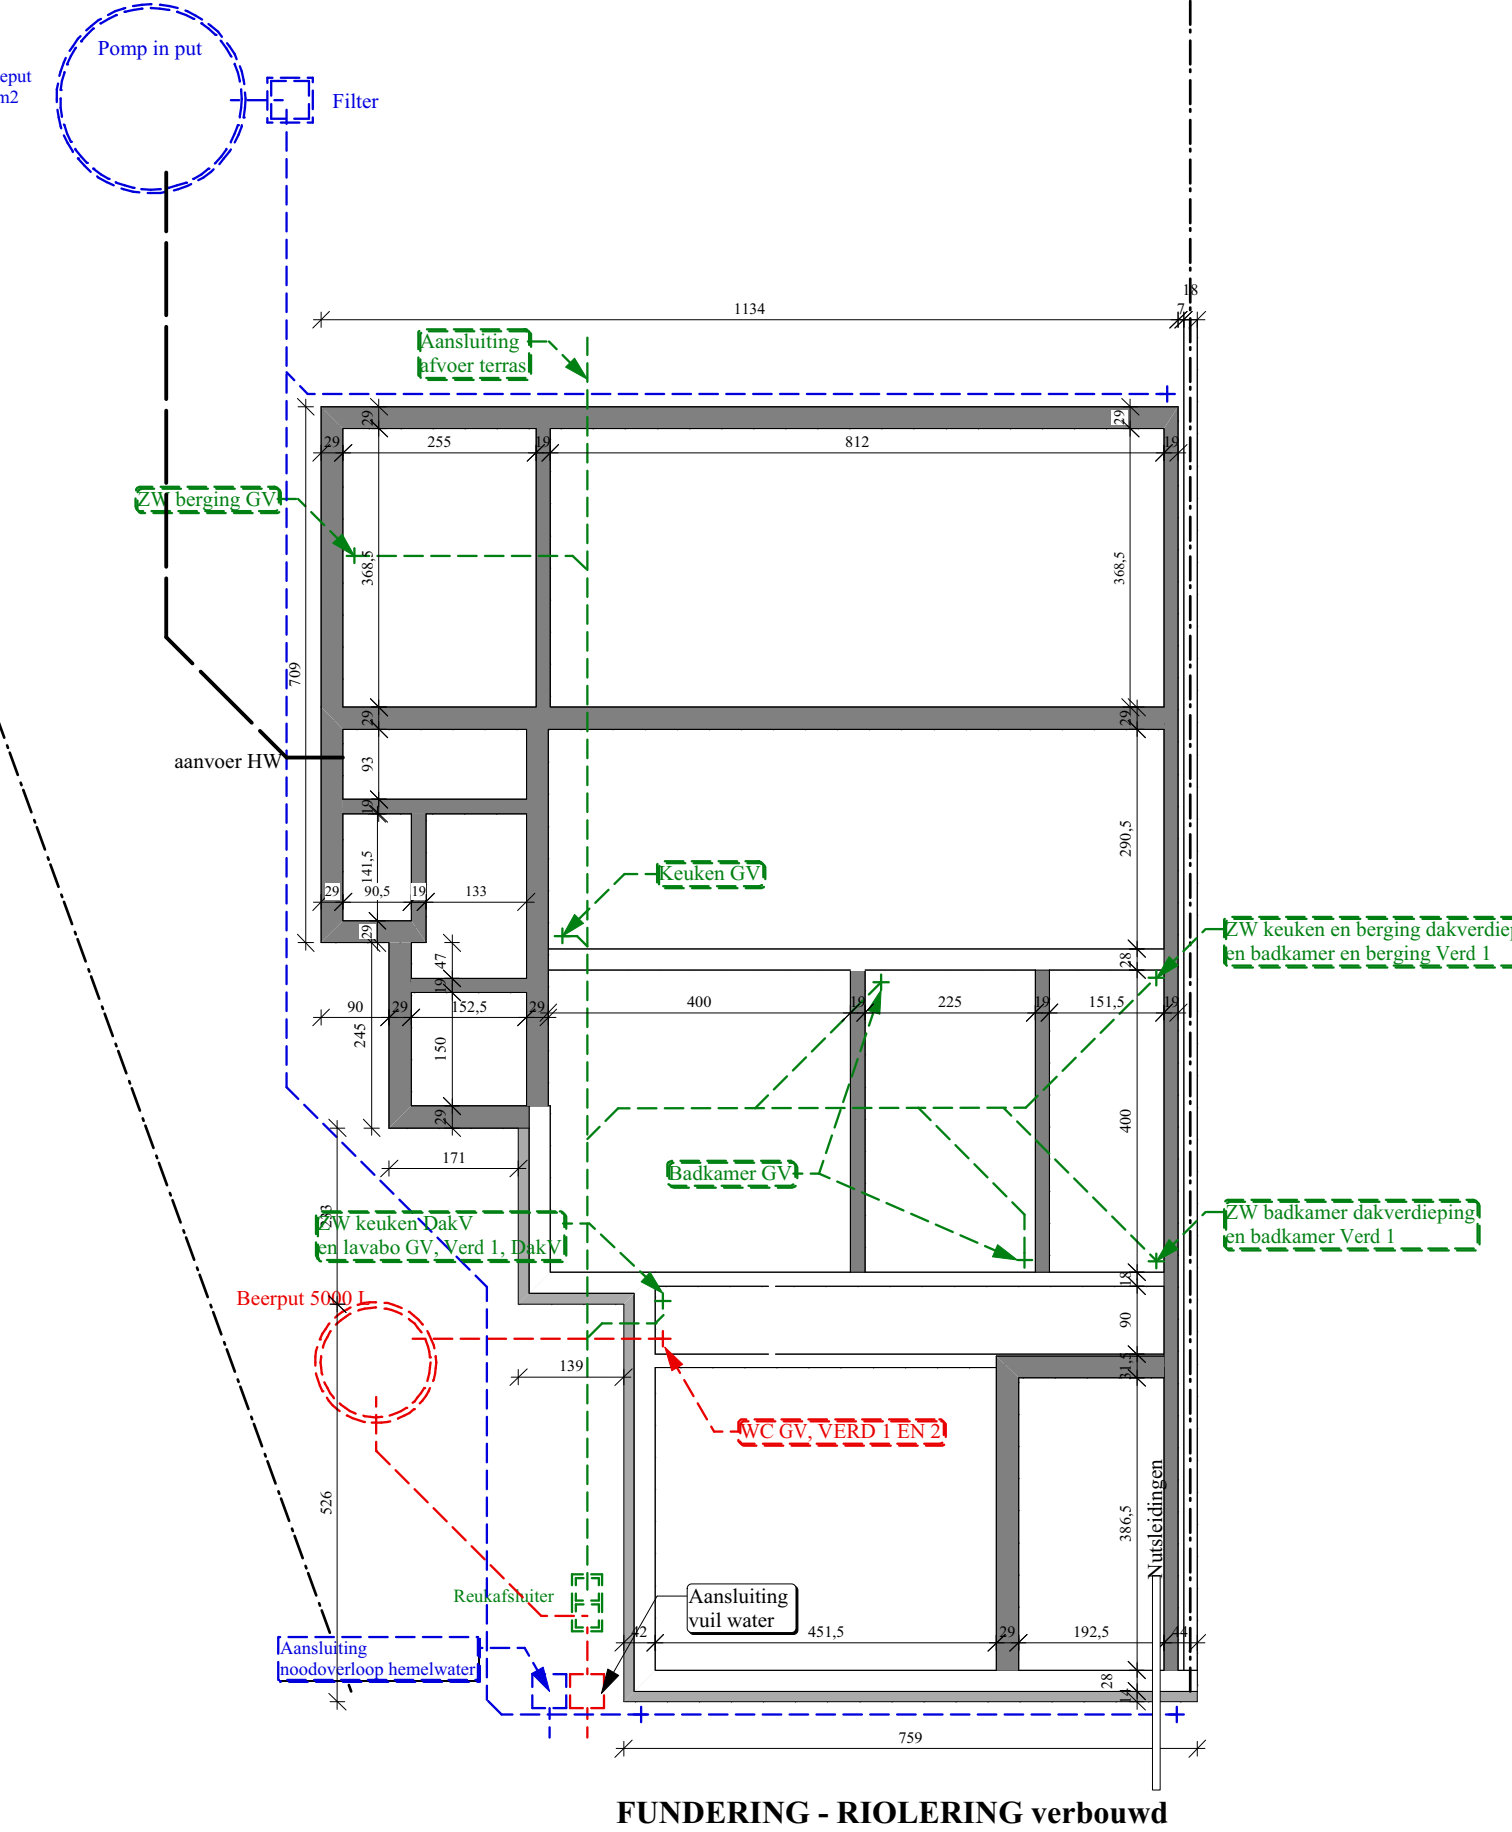 Pomp in put
eput
m2
Filter
18
1134
7
Aansluiting
afvoer terras
29
29
29
255
19
812
19
ZW berging GV
368,5
368,5
709
29
29
aanvoer HW
93
19
290,5
141,5
Keuken GV
29
90,5
19
133
29
ZW keuken en berging dakverdie
en badkamer en berging Verd 1
47
28
19
90
29
152,5
29
400
19
225
19
151,5
19
245
150
400
29
171
Badkamer GV
ZW keuken DakV
en lavabo GV, Verd 1, DakV
ZW badkamer dakverdieping
en badkamer Verd 1
18
Beerput 5000 L
90
31,5
139
WC GV, VERD 1 EN 2
Nutsleidingen
526
386,5
Reukafsluiter
Aansluiting
vuil water
42
451,5
29
192,5
44
Aansluiting
noodoverloop hemelwater
28
14
759
FUNDERING - RIOLERING verbouwd